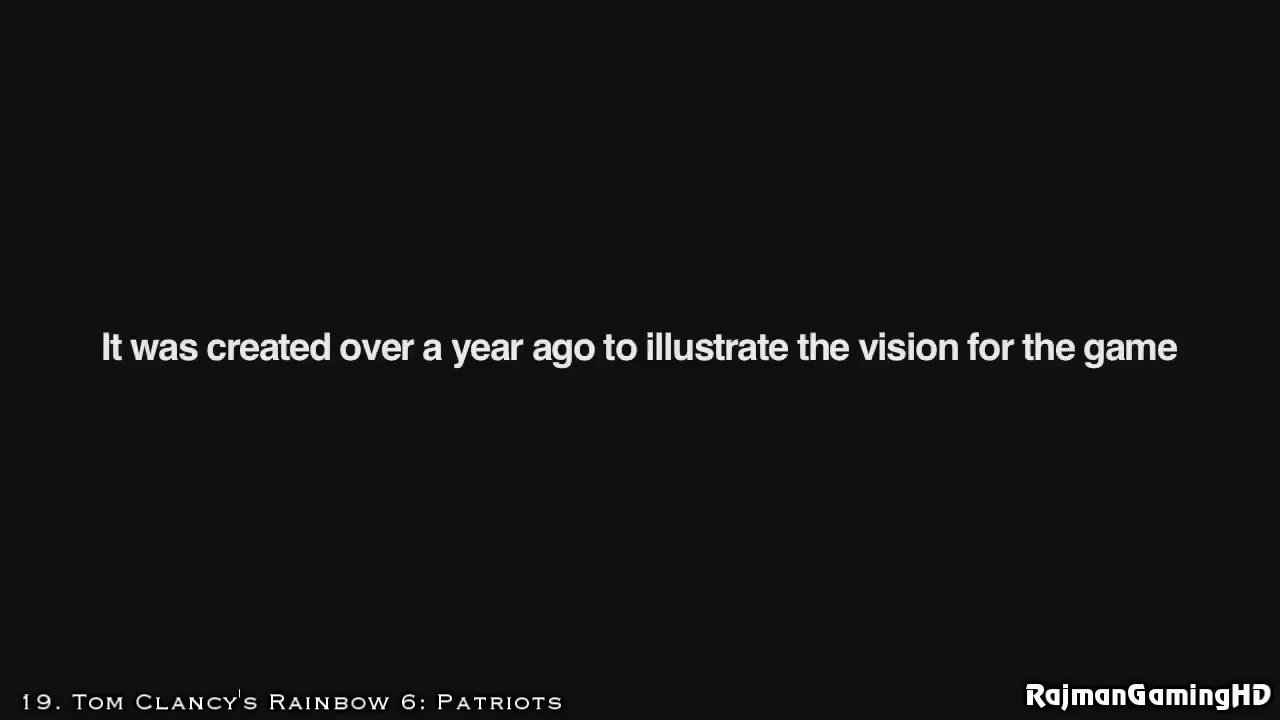 It was created over a year ago to illustrate the vision for the game
19. Tom Clancy's Rainbow 6: Patriots
RajmanGamingHD